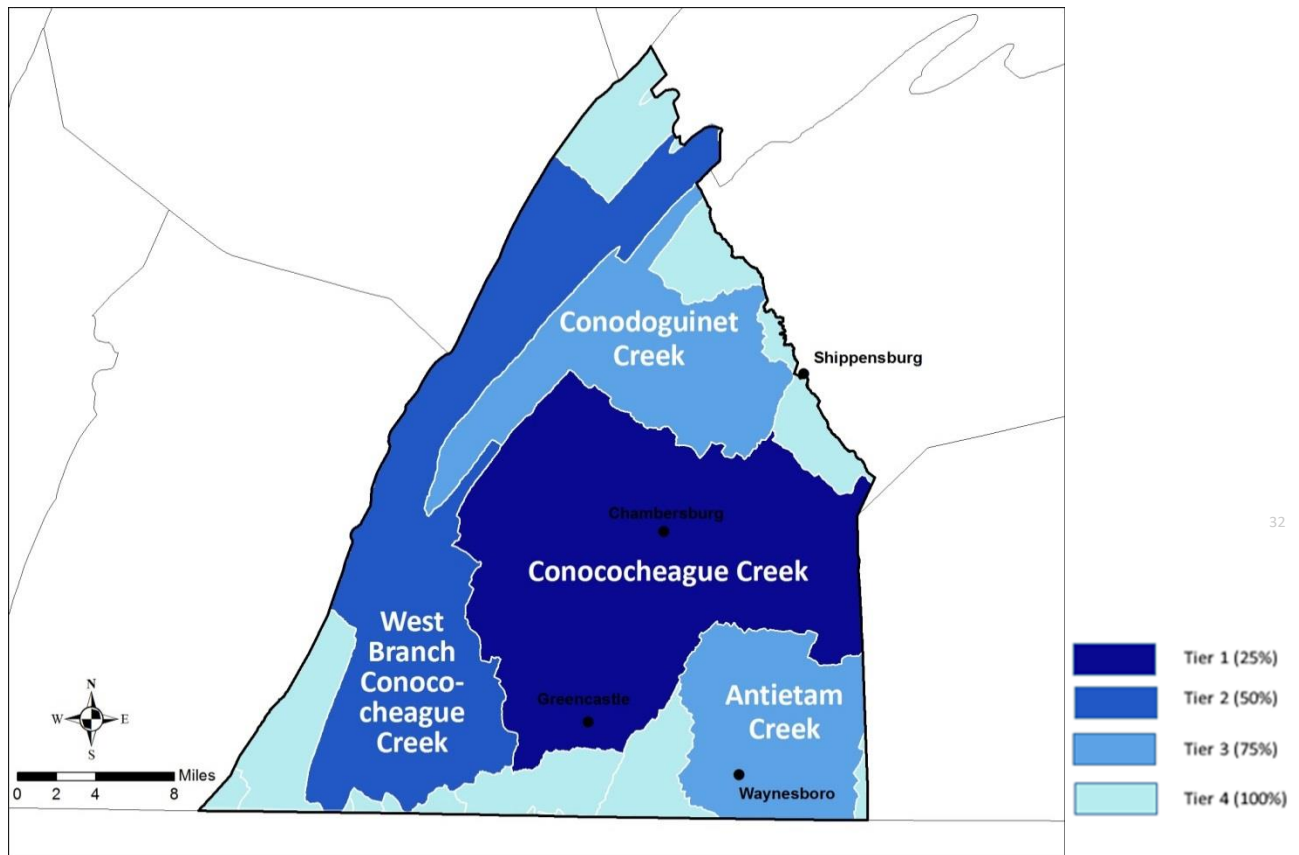 Conodoguinet
Creek
Shippensburg
Chambersburg
Conococheague Creek
West
Branch
Conoco-
cheague
Creek
Greencastle
Antietam
Creek
Waynesboro
N
W E
S
Miles
0 2 4 8
32
Tier 1 (25%)
Tier 2 (50%)
Tier 3 (75%)
Tier 4 (100%)